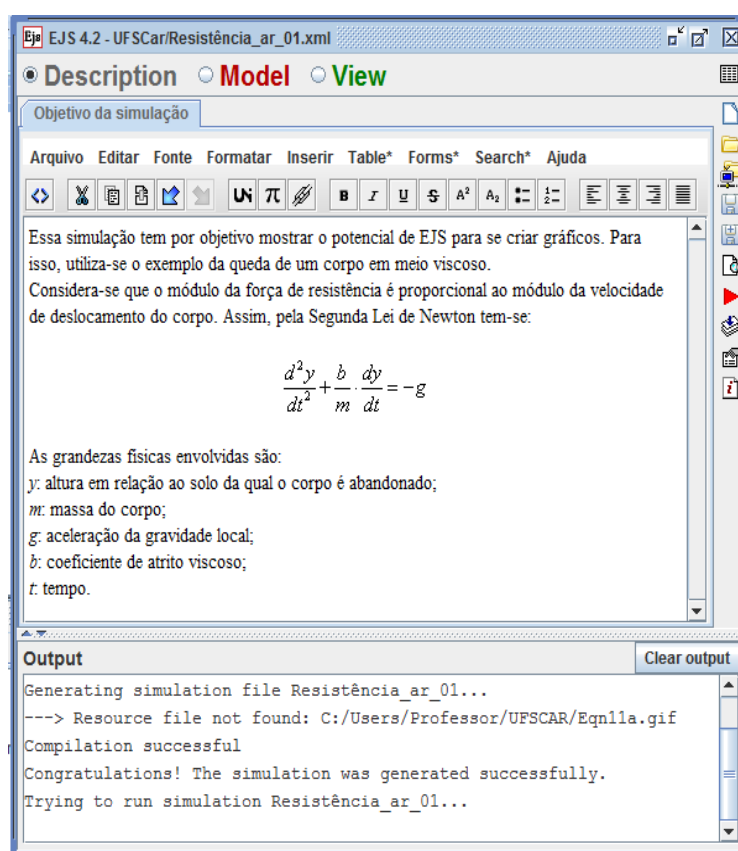 EJS 4.2 - UFSCar/Resistência_ar_01.xml
Description Model View
Objetivo da simulação
Arquivo Editar Fonte Formatar Inserir Table* Forms* Search* Ajuda
Essa simulação tem por objetivo mostrar o potencial de EJS para se criar gráficos. Para
isso, utiliza-se o exemplo da queda de um corpo em meio viscoso.
Considera-se que o módulo da força de resistência é proporcional ao módulo da velocidade
de deslocamento do corpo. Assim, pela Segunda Lei de Newton tem-se:
d²y/dt² + b/m · dy/dt = −g
As grandezas físicas envolvidas são:
y: altura em relação ao solo da qual o corpo é abandonado;
m: massa do corpo;
g: aceleração da gravidade local;
b: coeficiente de atrito viscoso;
t: tempo.
Output Clear output
Generating simulation file Resistência_ar_01...
---> Resource file not found: C:/Users/Professor/UFSCAR/Eqn11a.gif
Compilation successful
Congratulations! The simulation was generated successfully.
Trying to run simulation Resistência_ar_01...